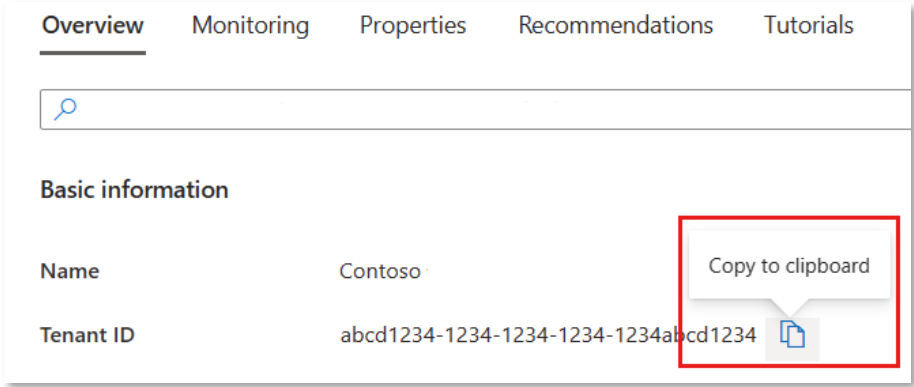 Overview Monitoring Properties Recommendations Tutorials
Basic information
Copy to clipboard
Name Contoso
Tenant ID abcd1234-1234-1234-1234-1234abcd1234